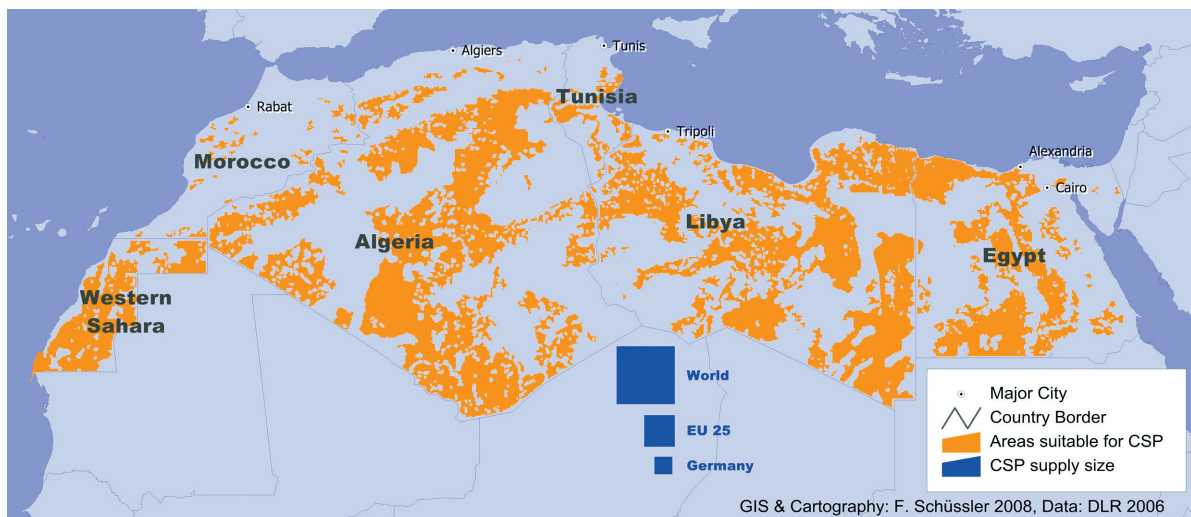 Algiers
Tunis
Rabat
Tunisia
Tripoli
Morocco
Alexandria
Cairo
Algeria
Libya
Egypt
Western
Sahara
World
EU 25
Germany
Major City
Country Border
Areas suitable for CSP
CSP supply size
GIS & Cartography: F. Schüssler 2008, Data: DLR 2006